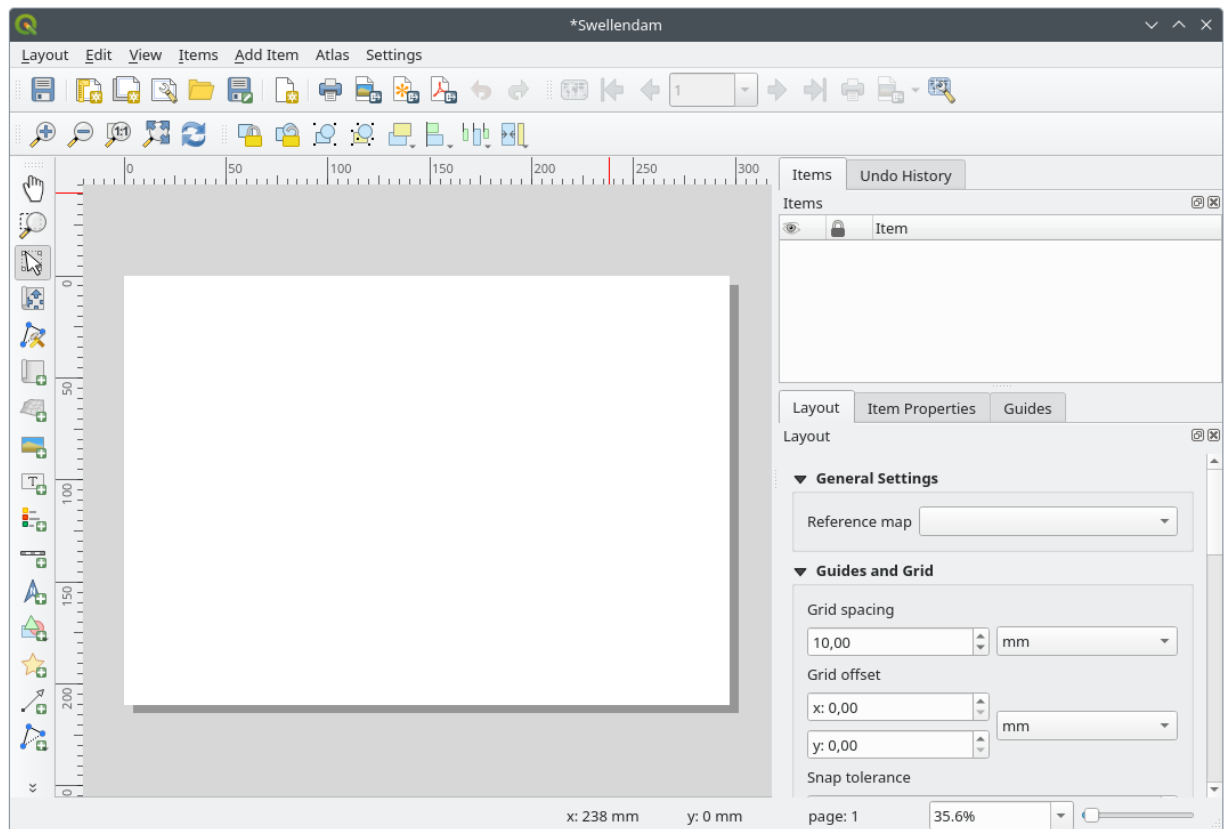 *Swellendam
Layout Edit View Items Add Item Atlas Settings
1
1:1
0 50 100 150 200 250 300
0
50
100
150
200
Items Undo History
Items
Item
Layout Item Properties Guides
Layout
General Settings
Reference map
Guides and Grid
Grid spacing
10,00 mm
Grid offset
x: 0,00
mm
y: 0,00
Snap tolerance
x: 238 mm y: 0 mm page: 1 35.6%